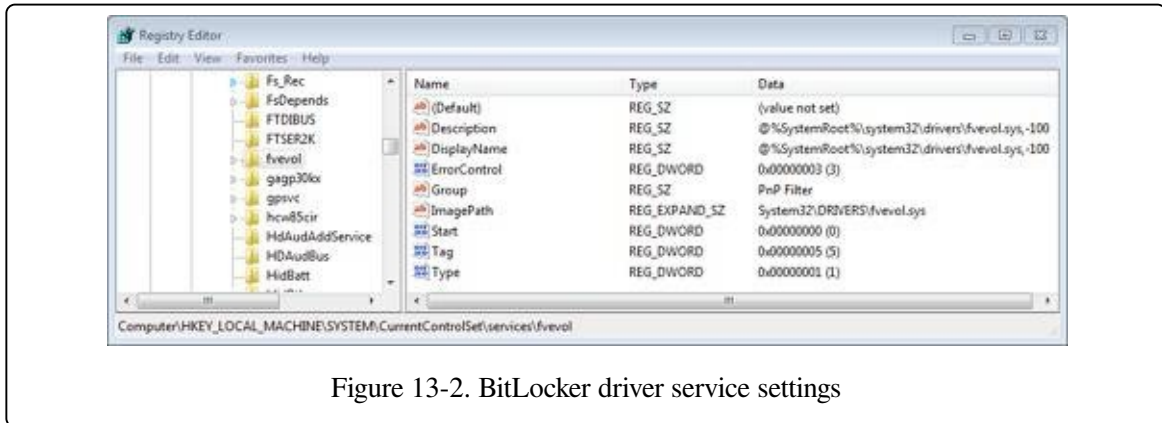 Registry Editor
File Edit View Favorites Help
Fs_Rec
FsDepends
FTDIBUS
FTSER2K
fvevol
gagp30kx
gpsvc
hcw85cir
HdAudAddService
HDAudBus
HidBatt
Name Type Data
(Default) REG_SZ (value not set)
Description REG_SZ @%SystemRoot%\system32\drivers\fvevol.sys,-100
DisplayName REG_SZ @%SystemRoot%\system32\drivers\fvevol.sys,-100
ErrorControl REG_DWORD 0x00000003 (3)
Group REG_SZ PnP Filter
ImagePath REG_EXPAND_SZ System32\DRIVERS\fvevol.sys
Start REG_DWORD 0x00000000 (0)
Tag REG_DWORD 0x00000005 (5)
Type REG_DWORD 0x00000001 (1)
Computer\HKEY_LOCAL_MACHINE\SYSTEM\CurrentControlSet\services\fvevol
Figure 13-2. BitLocker driver service settings